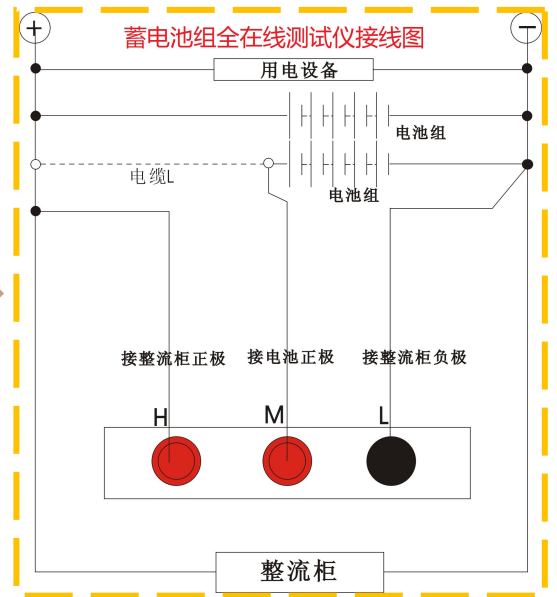 +
−
蓄电池组全在线测试仪接线图
用电设备
电池组
电缆L
电池组
接整流柜正极
接电池正极
接整流柜负极
H
M
L
整流柜